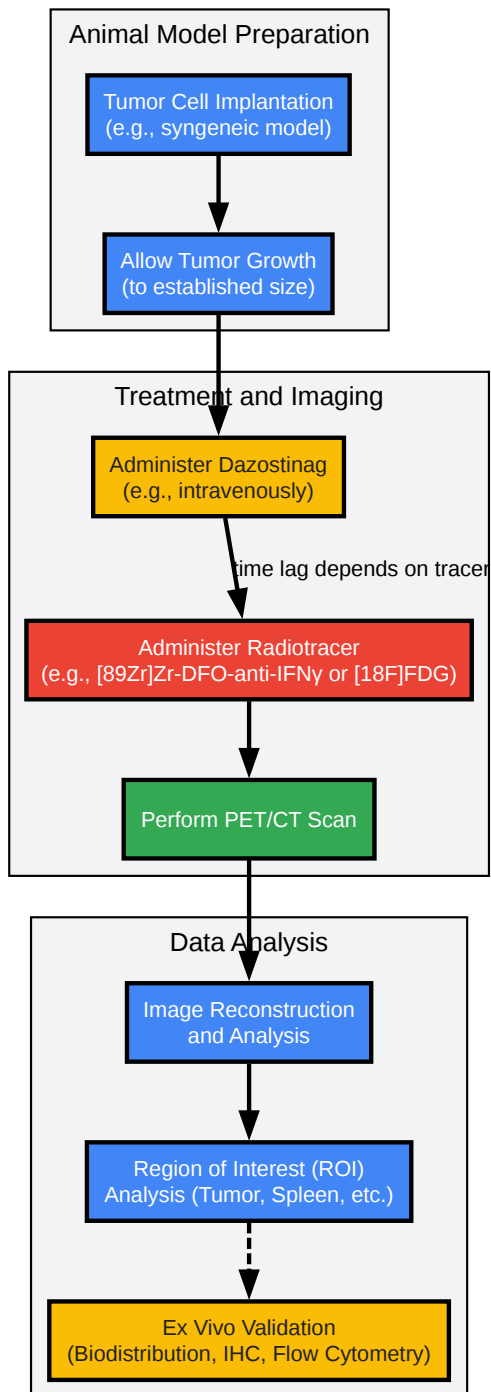 Animal Model Preparation
Tumor Cell Implantation
(e.g., syngeneic model)
Allow Tumor Growth
(to established size)
Treatment and Imaging
Administer Dazostinag
(e.g., intravenously)
time lag depends on tracer
Administer Radiotracer
(e.g., [89Zr]Zr-DFO-anti-IFNγ or [18F]FDG)
Perform PET/CT Scan
Data Analysis
Image Reconstruction
and Analysis
Region of Interest (ROI)
Analysis (Tumor, Spleen, etc.)
Ex Vivo Validation
(Biodistribution, IHC, Flow Cytometry)